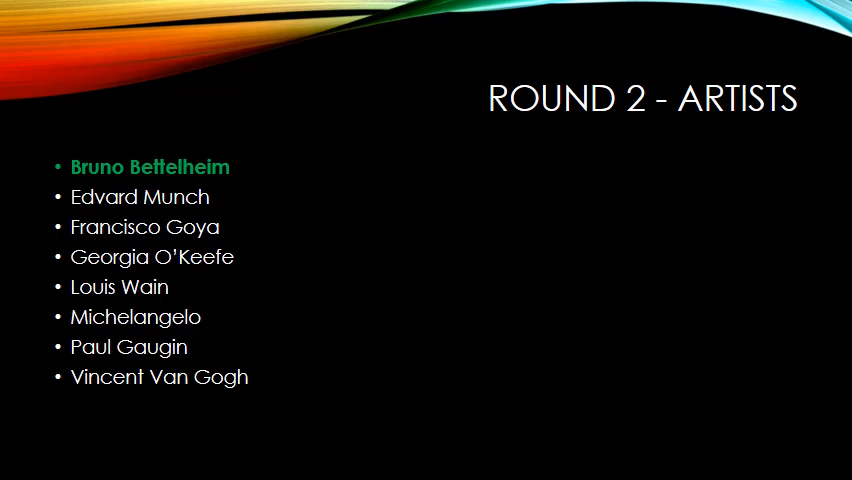 ROUND 2 - ARTISTS
• Bruno Bettelheim
• Edvard Munch
• Francisco Goya
• Georgia O’Keefe
• Louis Wain
• Michelangelo
• Paul Gaugin
• Vincent Van Gogh